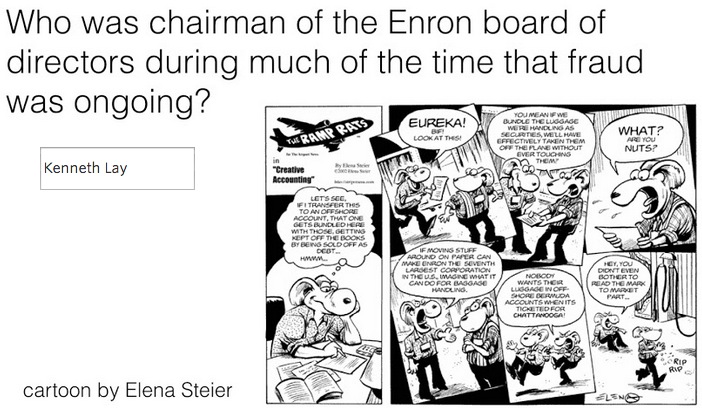 Who was chairman of the Enron board of
directors during much of the time that fraud
was ongoing?
Kenneth Lay
THE RAMP RATS
in
"Creative
Accounting"
By Elena Steier
LET'S SEE,
IF I TRANSFER THIS
TO AN OFFSHORE
ACCOUNT, THAT ONE
GETS BUNDLED HERE
WITH THOSE, GETTING
KEPT OFF THE BOOKS
BY BEING SOLD OFF AS
DEBT...
HMMM...
EUREKA!
BIF!
LOOK AT THIS!
YOU MEAN IF WE
BUNDLE THE LUGGAGE
WE'RE HANDLING AS
SECURITIES, WE'LL HAVE
EFFECTIVELY TAKEN THEM
OFF THE PLANE WITHOUT
EVER TOUCHING
THEM?
WHAT?
ARE YOU
NUTS?
IF MOVING STUFF
AROUND ON PAPER CAN
MAKE ENRON THE SEVENTH
LARGEST CORPORATION
IN THE U.S., IMAGINE WHAT IT
CAN DO FOR BAGGAGE
HANDLING.
NOBODY
WANTS THEIR
LUGGAGE IN OFF-
SHORE BERMUDA
ACCOUNTS WHEN ITS
TICKETED FOR
CHATTANOOGA!
HEY, YOU
DIDN'T EVEN
BOTHER TO
READ THE MARK
TO MARKET
PART...
RIP
RIP
ELENA
cartoon by Elena Steier